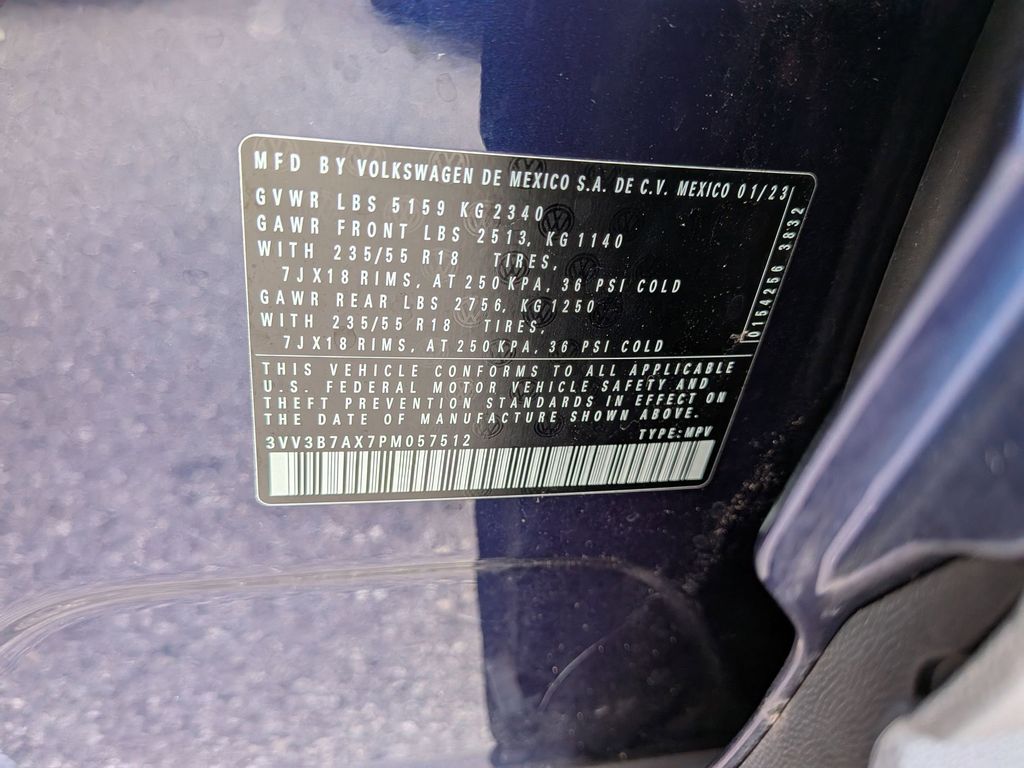 MFD BY VOLKSWAGEN DE MEXICO S.A. DE C.V. MEXICO 01/23
GVWR LBS 5159 KG 2340
GAWR FRONT LBS 2513, KG 1140
WITH 235/55 R18 TIRES,
7JX18 RIMS, AT 250 KPA, 36 PSI COLD
GAWR REAR LBS 2756, KG 1250
WITH 235/55 R18 TIRES,
7JX18 RIMS, AT 250 KPA, 36 PSI COLD
0154256 3832
THIS VEHICLE CONFORMS TO ALL APPLICABLE
U.S. FEDERAL MOTOR VEHICLE SAFETY AND
THEFT PREVENTION STANDARDS IN EFFECT ON
THE DATE OF MANUFACTURE SHOWN ABOVE.
3VV3B7AX7PM057512 TYPE: MPV